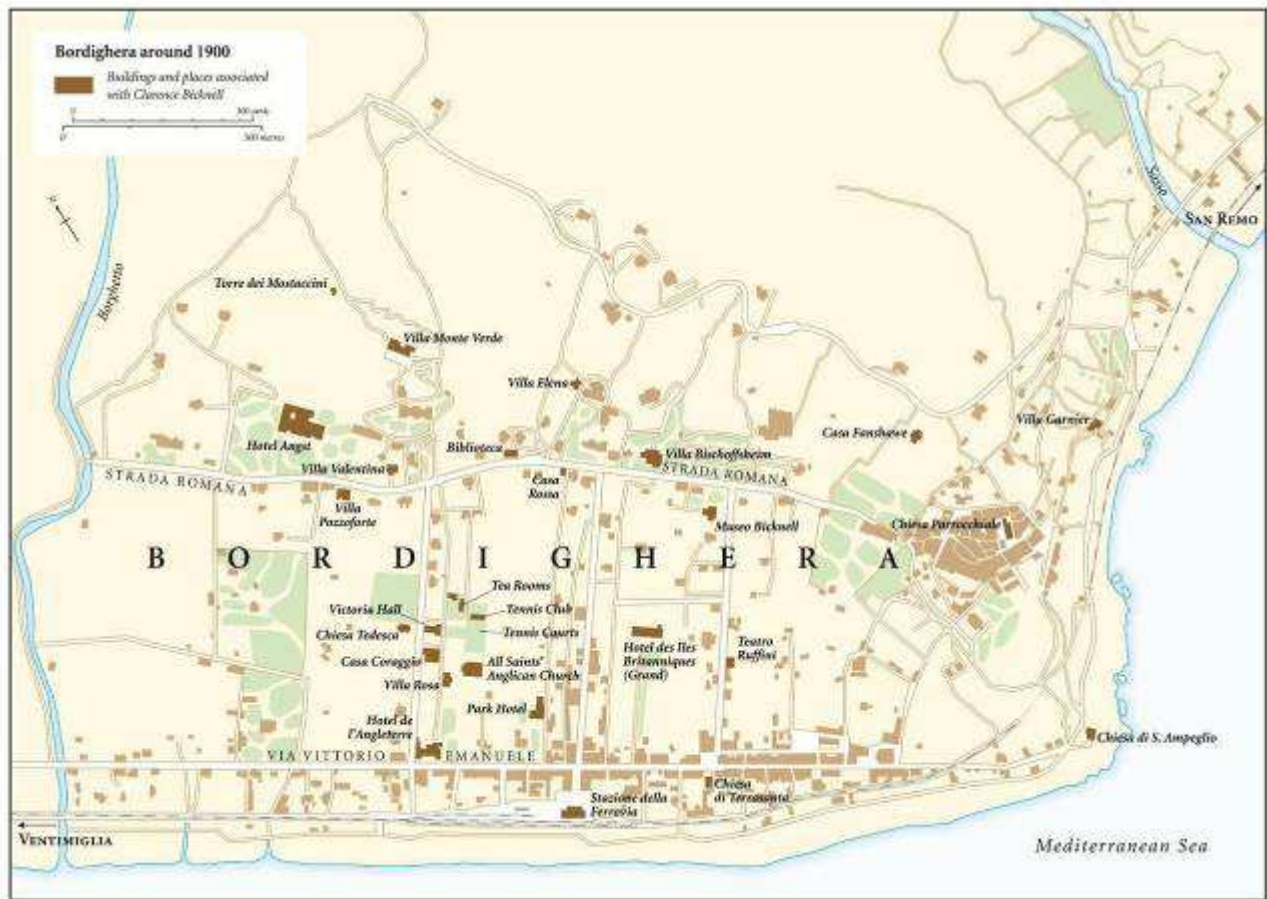 Bordighera around 1900
Buildings and places associated
with Clarence Bicknell
0
300 yards
0
300 metres
N
Sasso
SAN REMO
Borghetto
Torre dei Mostaccini
Villa Monte Verde
Villa Elena
Hotel Angst
Villa Valentina
Biblioteca
Villa Bischoffsheim
Casa Fanshawe
Villa Garnier
STRADA ROMANA
STRADA ROMANA
Villa
Pozzoforte
Casa
Rossa
Museo Bicknell
Chiesa Parrocchiale
BORDIGHERA
Tea Rooms
Victoria Hall
Tennis Club
Chiesa Tedesca
Tennis Courts
Casa Coraggio
All Saints'
Anglican Church
Villa Rosa
Hotel des Iles
Britanniques
(Grand)
Teatro
Ruffini
Park Hotel
Hotel de
l'Angleterre
VIA VITTORIO EMANUELE
Chiesa di S. Ampeglio
Stazione della
Ferrovia
Chiesa
di Terrasanta
VENTIMIGLIA
Mediterranean Sea